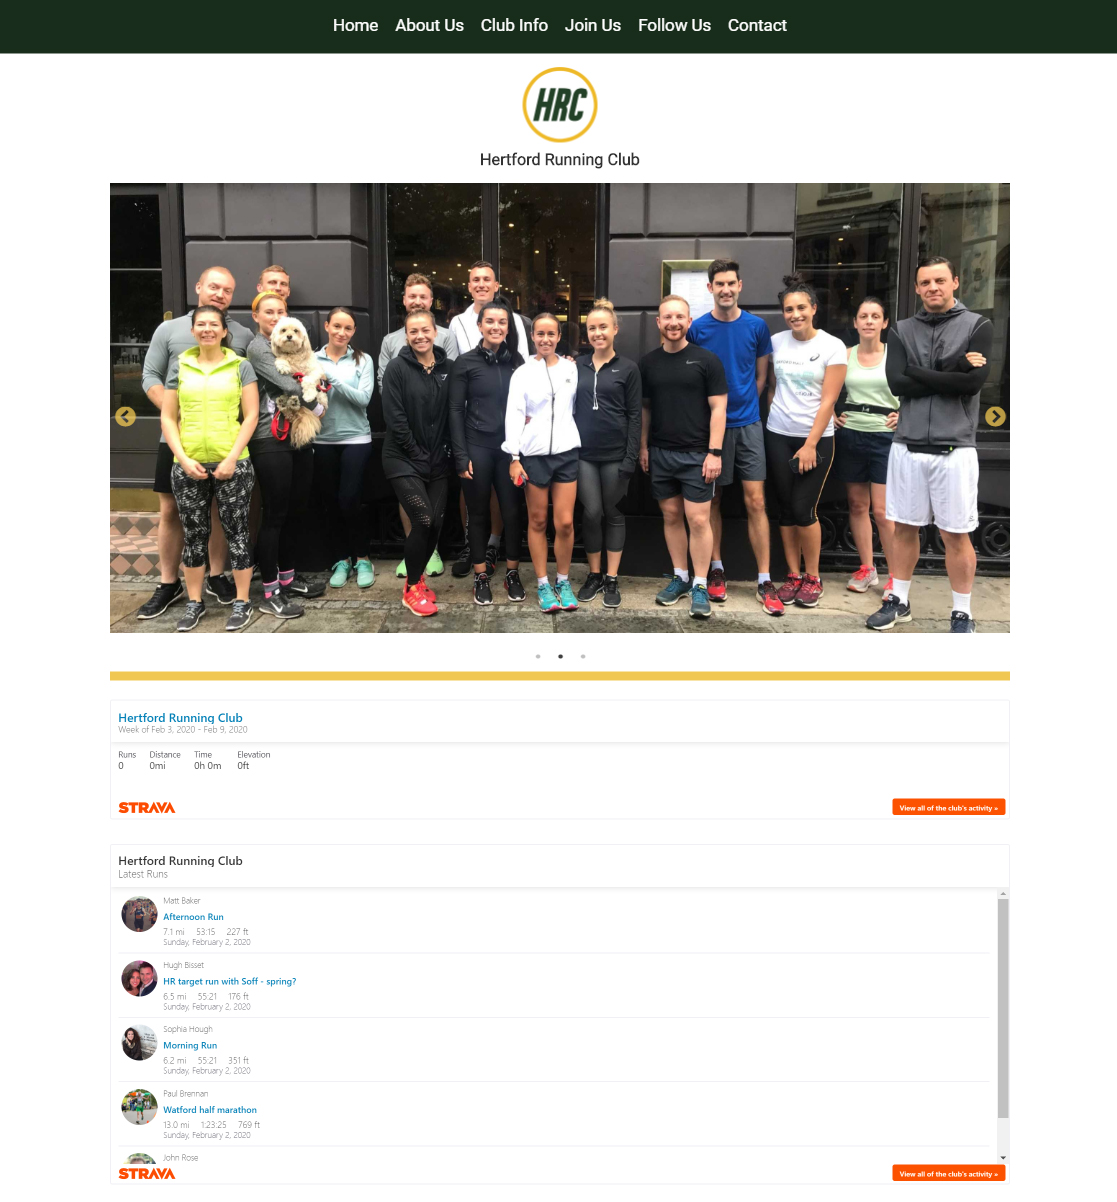 Home About Us Club Info Join Us Follow Us Contact
HRC
Hertford Running Club
Hertford Running Club
Week of Feb 3, 2020 - Feb 9, 2020
Runs Distance Time Elevation
0 0mi 0h 0m 0ft
STRAVA View all of the club's activity »
Hertford Running Club
Latest Runs
Matt Baker
Afternoon Run
7.1 mi 53:15 227 ft
Sunday, February 2, 2020
Hugh Bisset
HR target run with Soff - spring?
6.5 mi 55:21 176 ft
Sunday, February 2, 2020
Sophia Hough
Morning Run
6.2 mi 55:21 351 ft
Sunday, February 2, 2020
Paul Brennan
Watford half marathon
13.0 mi 1:23:25 769 ft
Sunday, February 2, 2020
John Rose
STRAVA View all of the club's activity »